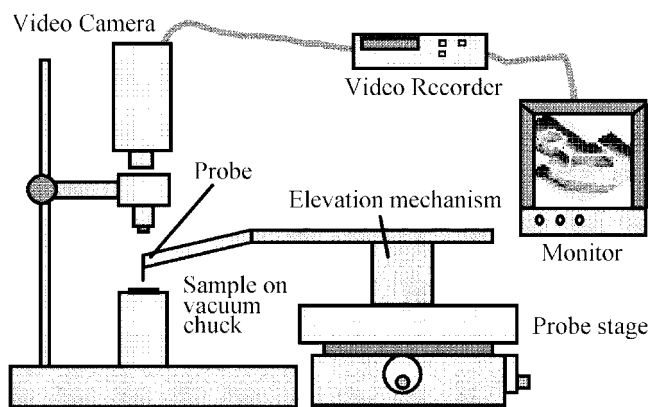 Video Camera
Video Recorder
Probe
Elevation mechanism
Monitor
Sample on
vacuum
chuck
Probe stage